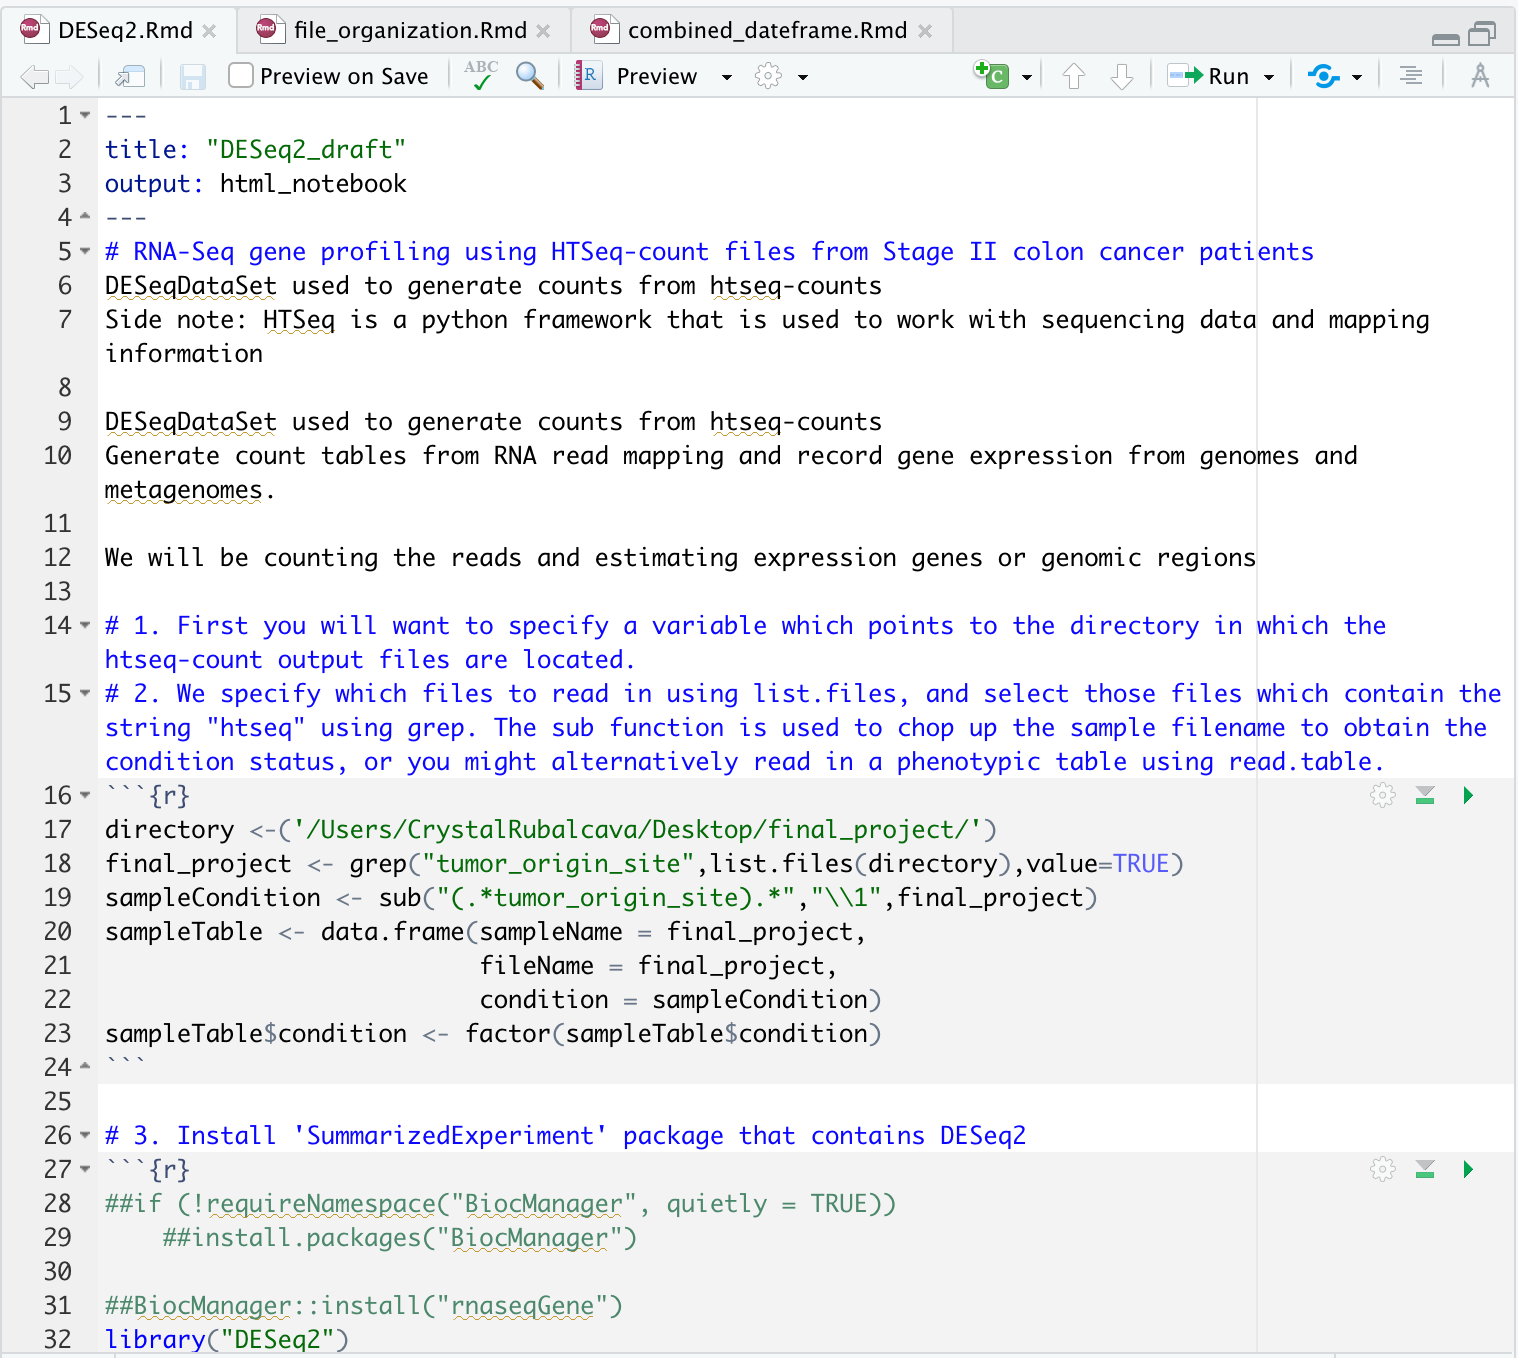 DESeq2.Rmd
file_organization.Rmd
combined_dateframe.Rmd
Preview on Save
ABC
Preview
Run
1 ---
2 title: "DESeq2_draft"
3 output: html_notebook
4 ---
5 # RNA-Seq gene profiling using HTSeq-count files from Stage II colon cancer patients
6 DESeqDataSet used to generate counts from htseq-counts
7 Side note: HTSeq is a python framework that is used to work with sequencing data and mapping
information
8
9 DESeqDataSet used to generate counts from htseq-counts
10 Generate count tables from RNA read mapping and record gene expression from genomes and
metagenomes.
11
12 We will be counting the reads and estimating expression genes or genomic regions
13
14 # 1. First you will want to specify a variable which points to the directory in which the
htseq-count output files are located.
15 # 2. We specify which files to read in using list.files, and select those files which contain the
string "htseq" using grep. The sub function is used to chop up the sample filename to obtain the
condition status, or you might alternatively read in a phenotypic table using read.table.
16 ```{r}
17 directory <-('/Users/CrystalRubalcava/Desktop/final_project/')
18 final_project <- grep("tumor_origin_site",list.files(directory),value=TRUE)
19 sampleCondition <- sub("(.*tumor_origin_site).*","\\1",final_project)
20 sampleTable <- data.frame(sampleName = final_project,
21 fileName = final_project,
22 condition = sampleCondition)
23 sampleTable$condition <- factor(sampleTable$condition)
24 ```
25
26 # 3. Install 'SummarizedExperiment' package that contains DESeq2
27 ```{r}
28 ##if (!requireNamespace("BiocManager", quietly = TRUE))
29 ##install.packages("BiocManager")
30
31 ##BiocManager::install("rnaseqGene")
32 library("DESeq2")